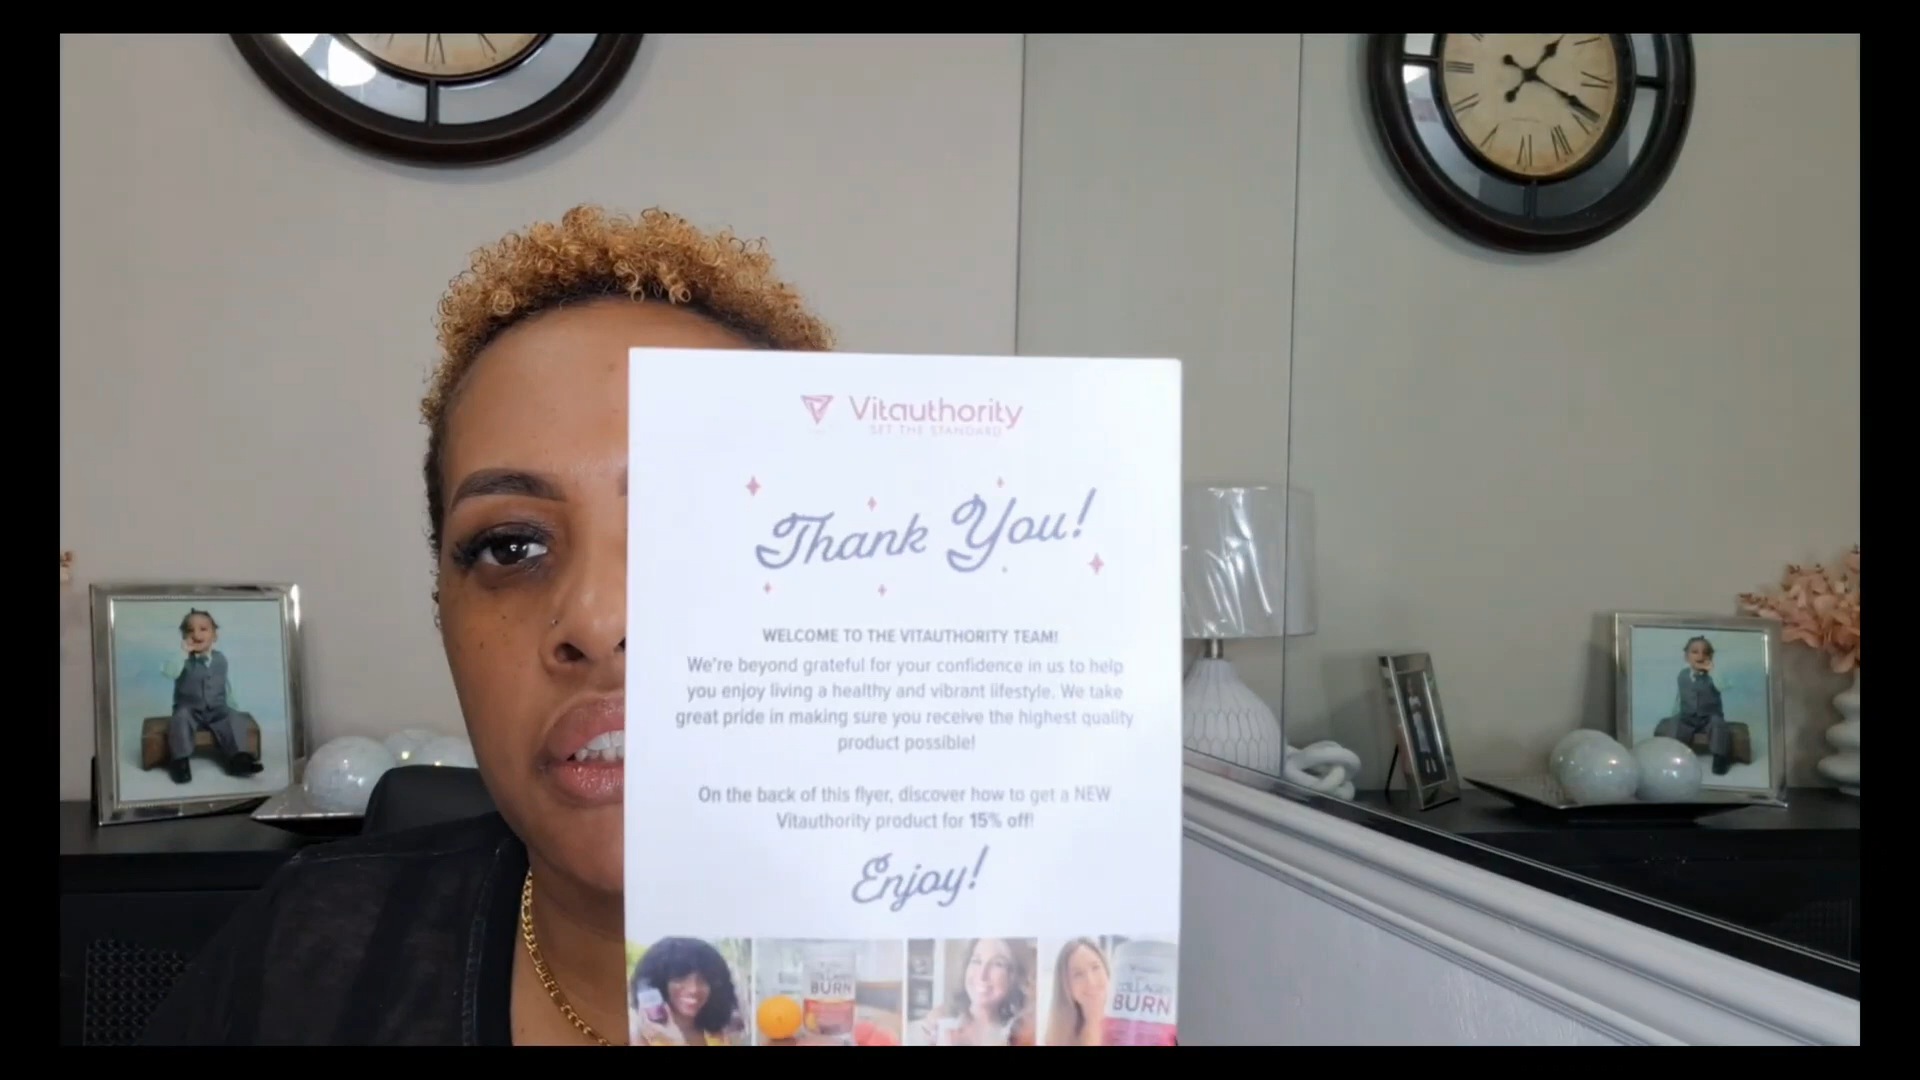 Vitauthority
SET THE STANDARD
Thank You!
WELCOME TO THE VITAUTHORITY TEAM!
We're beyond grateful for your confidence in us to help
you enjoy living a healthy and vibrant lifestyle. We take
great pride in making sure you receive the highest quality
product possible!
On the back of this flyer, discover how to get a NEW
Vitauthority product for 15% off!
Enjoy!
COLLAGEN
BURN
COLLAGEN
BURN